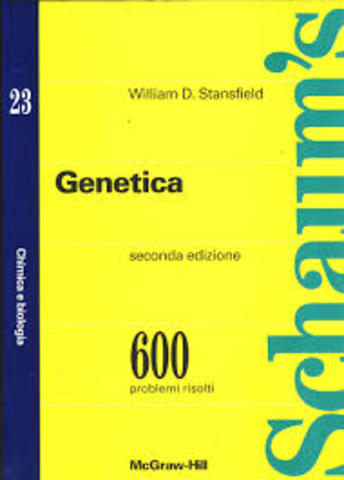 23
William D. Stansfield
Genetica
seconda edizione
600
problemi risolti
McGraw-Hill
Chimica e biologia
Schaum's